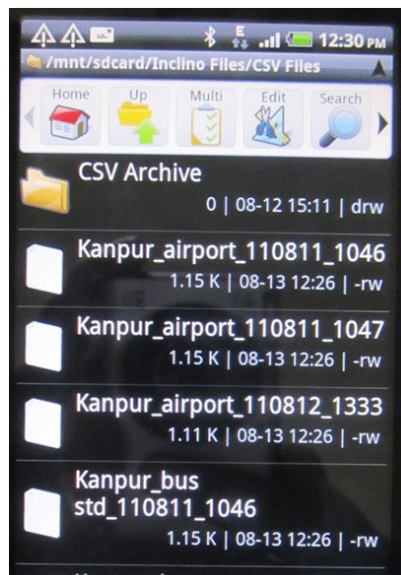 E 12:30 PM
/mnt/sdcard/Inclino Files/CSV Files
Home Up Multi Edit Search
CSV Archive
0 | 08-12 15:11 | drw
Kanpur_airport_110811_1046
1.15 K | 08-13 12:26 | -rw
Kanpur_airport_110811_1047
1.15 K | 08-13 12:26 | -rw
Kanpur_airport_110812_1333
1.11 K | 08-13 12:26 | -rw
Kanpur_bus
std_110811_1046
1.15 K | 08-13 12:26 | -rw